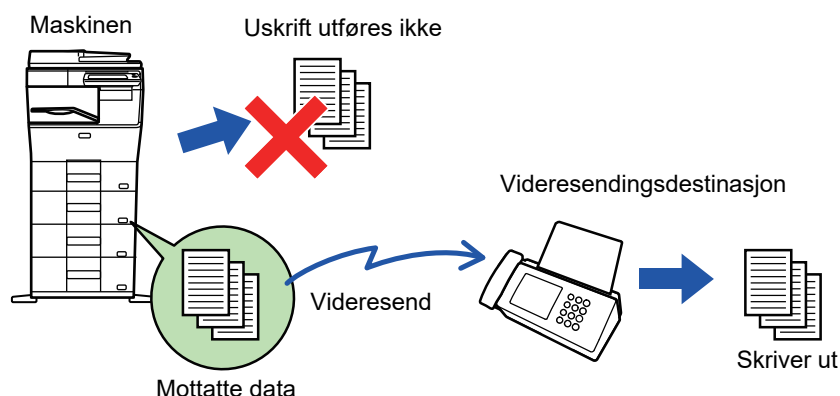 Maskinen
Uskrift utføres ikke
Videresendingsdestinasjon
Videresend
Skriver ut
Mottatte data